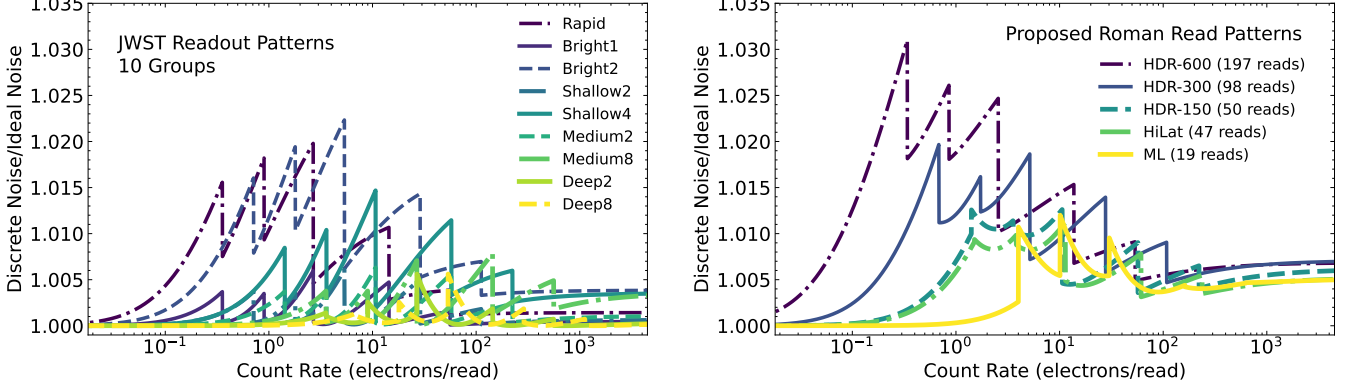 Discrete Noise/Ideal Noise
1.035
1.030
1.025
1.020
1.015
1.010
1.005
1.000
JWST Readout Patterns
10 Groups
Rapid
Bright1
Bright2
Shallow2
Shallow4
Medium2
Medium8
Deep2
Deep8
10⁻¹
10⁰
10¹
10²
10³
Count Rate (electrons/read)
Discrete Noise/Ideal Noise
1.035
1.030
1.025
1.020
1.015
1.010
1.005
1.000
Proposed Roman Read Patterns
HDR-600 (197 reads)
HDR-300 (98 reads)
HDR-150 (50 reads)
HiLat (47 reads)
ML (19 reads)
10⁻¹
10⁰
10¹
10²
10³
Count Rate (electrons/read)